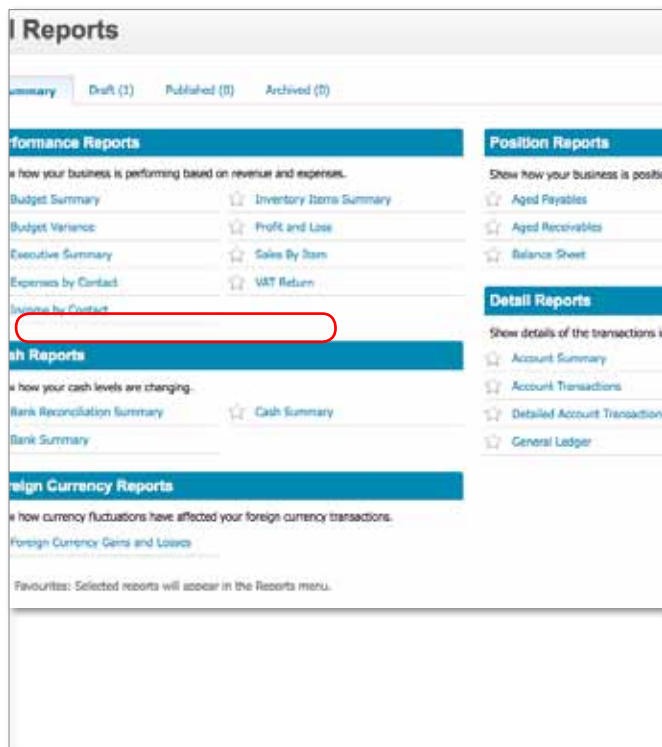 l Reports
ummary Draft (1) Published (0) Archived (0)
rformance Reports
w how your business is performing based on revenue and expenses.
Budget Summary
Budget Variance
Executive Summary
Expenses by Contact
Income by Contact
Inventory Items Summary
Profit and Loss
Sales By Item
VAT Return
sh Reports
w how your cash levels are changing.
Bank Reconciliation Summary
Bank Summary
Cash Summary
reign Currency Reports
w how currency fluctuations have affected your foreign currency transactions.
Foreign Currency Gains and Losses
Favourites: Selected reports will appear in the Reports menu.
Position Reports
Show how your business is positio
Aged Payables
Aged Receivables
Balance Sheet
Detail Reports
Show details of the transactions i
Account Summary
Account Transactions
Detailed Account Transaction
General Ledger